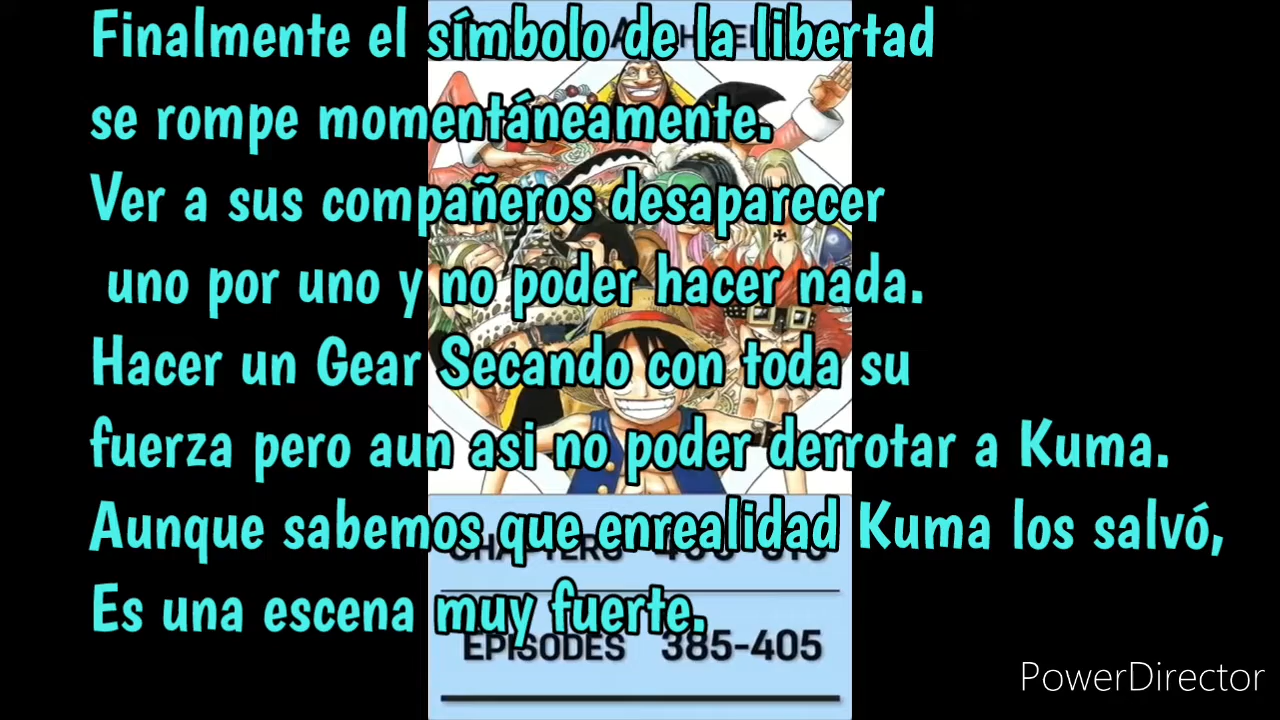 Finalmente el símbolo de la libertad
se rompe momentáneamente.
Ver a sus compañeros desaparecer
uno por uno y no poder hacer nada.
Hacer un Gear Secando con toda su
fuerza pero aun asi no poder derrotar a Kuma.
Aunque sabemos que enrealidad Kuma los salvó,
Es una escena muy fuerte.
CHAPTERS
EPISODES 385-405
PowerDirector